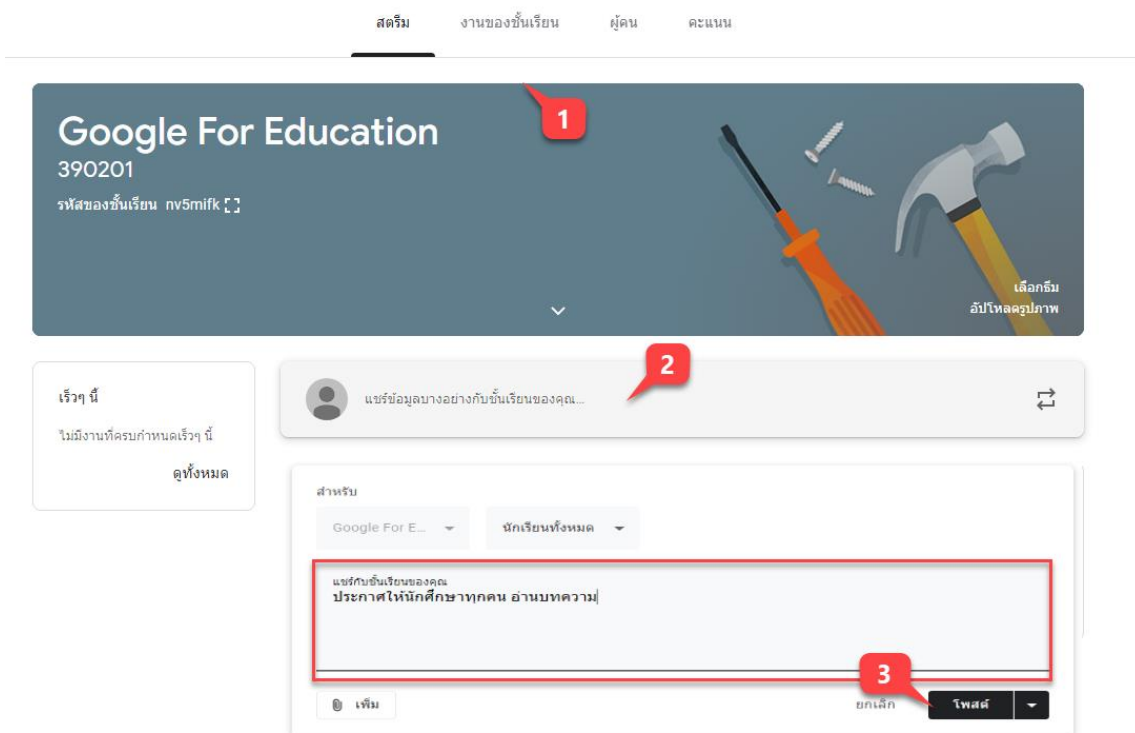 สตรีม งานของชั้นเรียน ผู้คน คะแนน
1
Google For Education
390201
รหัสของชั้นเรียน nv5mifk
เลือกธีม
อัปโหลดรูปภาพ
2
เร็วๆ นี้
ไม่มีงานที่ครบกำหนดเร็วๆ นี้
ดูทั้งหมด
แชร์ข้อมูลบางอย่างกับชั้นเรียนของคุณ...
สำหรับ
Google For E... นักเรียนทั้งหมด
แชร์กับชั้นเรียนของคุณ
ประกาศให้นักศึกษาทุกคน อ่านบทความ
3
เพิ่ม ยกเลิก โพสต์